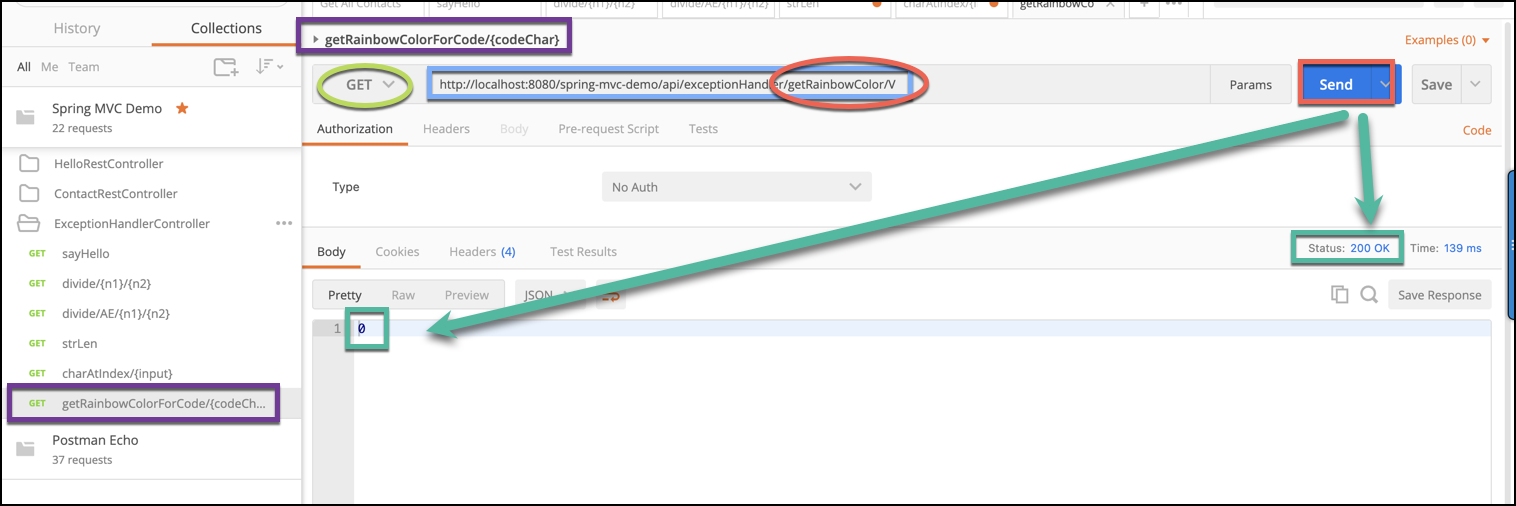 Get All Contacts sayHello divide/{n1}/{n2} divide/AE/{n1}/{n2} strLen charAtIndex/{i getRainbowCo
History Collections
getRainbowColorForCode/{codeChar}
Examples (0)
All Me Team
GET http://localhost:8080/spring-mvc-demo/api/exceptionHandler/getRainbowColor/V Params Send Save
Spring MVC Demo
22 requests
Authorization Headers Body Pre-request Script Tests
Code
HelloRestController
ContactRestController
Type No Auth
ExceptionHandlerController
Body Cookies Headers (4) Test Results
Status: 200 OK Time: 139 ms
GET sayHello
GET divide/{n1}/{n2}
Pretty Raw Preview JSON Save Response
GET divide/AE/{n1}/{n2}
1 0
GET strLen
GET charAtIndex/{input}
GET getRainbowColorForCode/{codeCh...
Postman Echo
37 requests